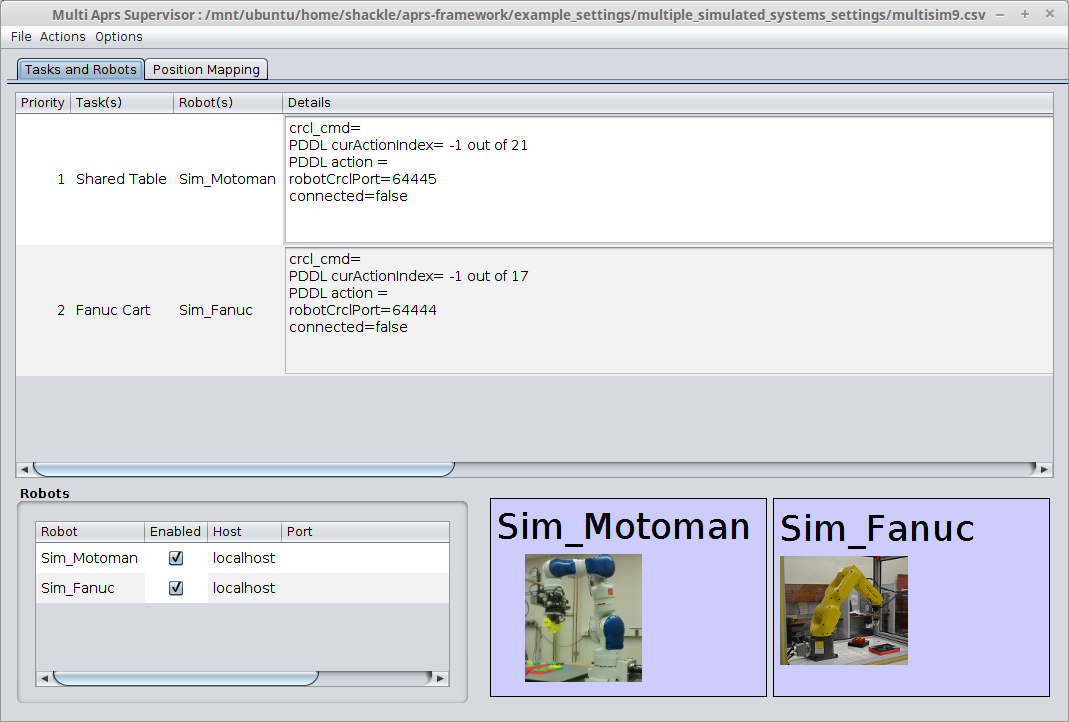 Multi Aprs Supervisor : /mnt/ubuntu/home/shackle/aprs-framework/example_settings/multiple_simulated_systems_settings/multisim9.csv
File Actions Options
Tasks and Robots Position Mapping
Priority Task(s) Robot(s) Details
1 Shared Table Sim_Motoman
crcl_cmd=
PDDL curActionIndex= -1 out of 21
PDDL action =
robotCrclPort=64445
connected=false
2 Fanuc Cart Sim_Fanuc
crcl_cmd=
PDDL curActionIndex= -1 out of 17
PDDL action =
robotCrclPort=64444
connected=false
Robots
Robot Enabled Host Port
Sim_Motoman localhost
Sim_Fanuc localhost
Sim_Motoman
Sim_Fanuc